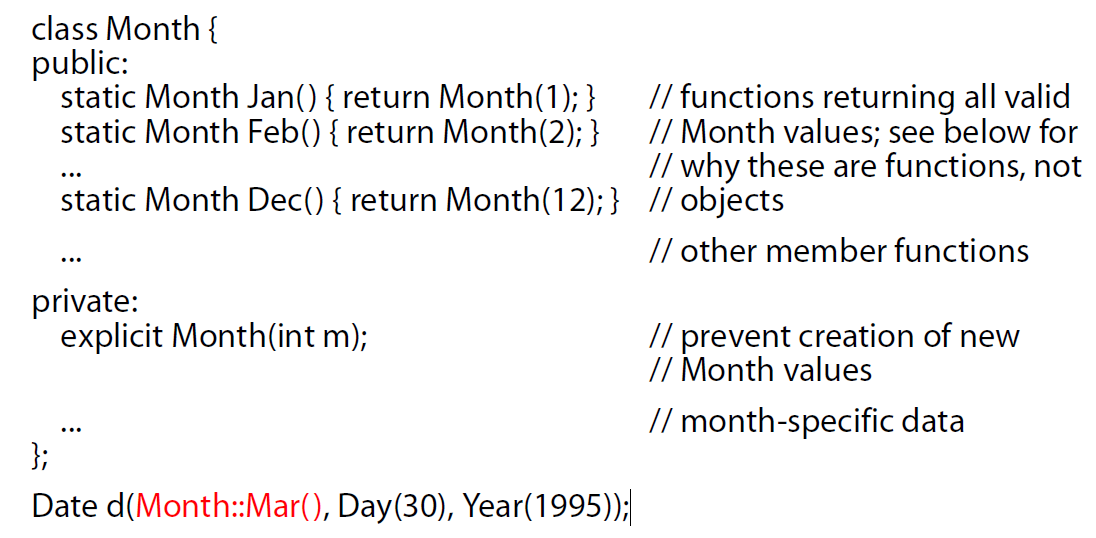 class Month {
public:
static Month Jan() { return Month(1); } // functions returning all valid
static Month Feb() { return Month(2); } // Month values; see below for
... // why these are functions, not
static Month Dec() { return Month(12); } // objects
... // other member functions
private:
explicit Month(int m); // prevent creation of new
// Month values
... // month-specific data
};
Date d(Month::Mar(), Day(30), Year(1995));